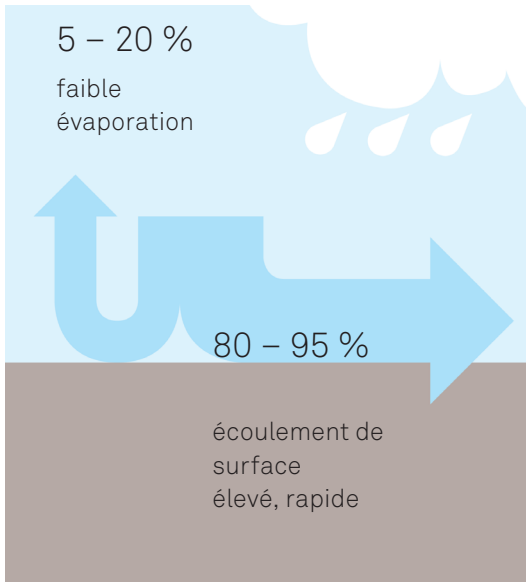 5 – 20 %
faible
évaporation
80 – 95 %
écoulement de
surface
élevé, rapide